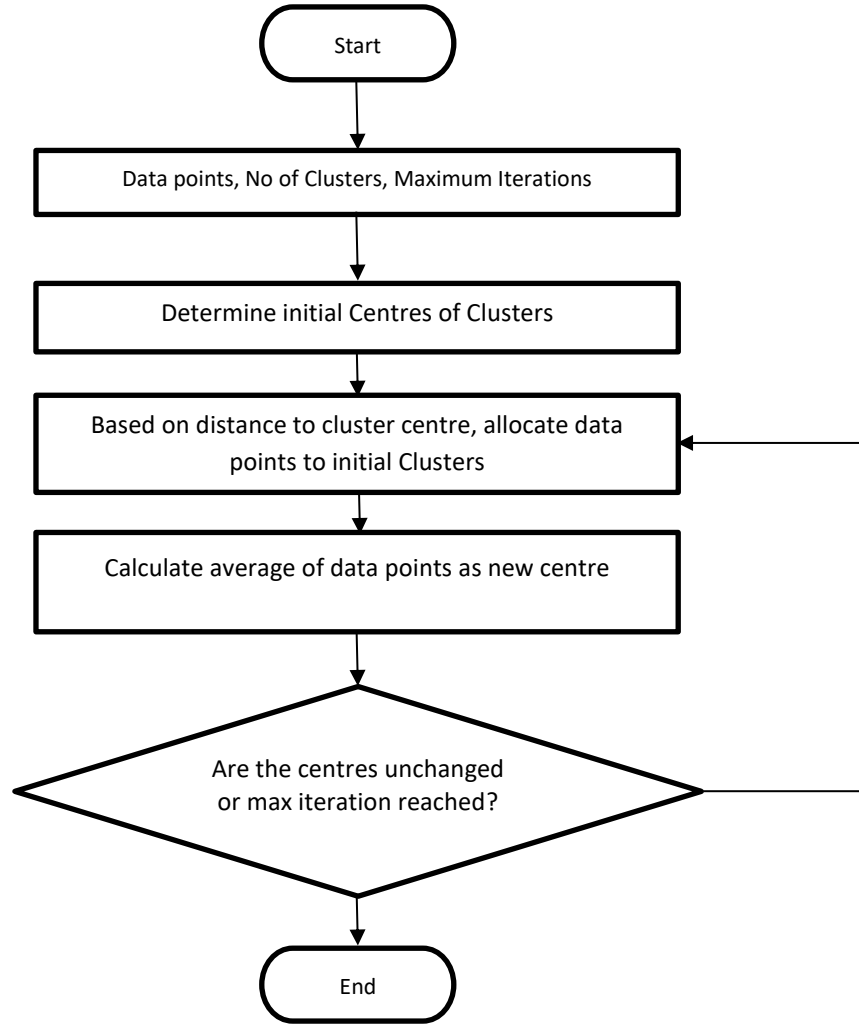 Start
Data points, No of Clusters, Maximum Iterations
Determine initial Centres of Clusters
Based on distance to cluster centre, allocate data
points to initial Clusters
Calculate average of data points as new centre
Are the centres unchanged
or max iteration reached?
End